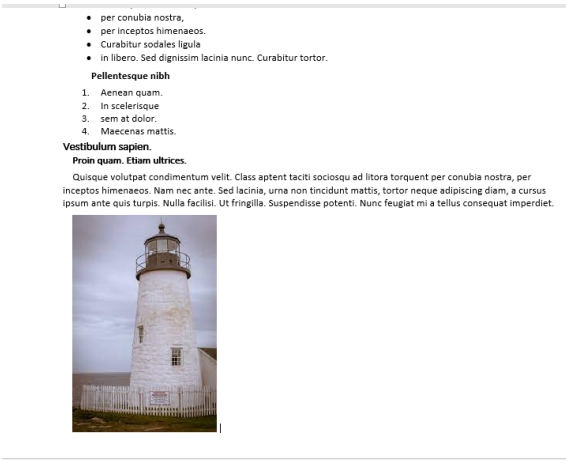 • per conubia nostra,
• per inceptos himenaeos.
• Curabitur sodales ligula
• in libero. Sed dignissim lacinia nunc. Curabitur tortor.
Pellentesque nibh
1. Aenean quam.
2. In scelerisque
3. sem at dolor.
4. Maecenas mattis.
Vestibulum sapien.
Proin quam. Etiam ultrices.
Quisque volutpat condimentum velit. Class aptent taciti sociosqu ad litora torquent per conubia nostra, per
inceptos himenaeos. Nam nec ante. Sed lacinia, urna non tincidunt mattis, tortor neque adipiscing diam, a cursus
ipsum ante quis turpis. Nulla facilisi. Ut fringilla. Suspendisse potenti. Nunc feugiat mi a tellus consequat imperdiet.